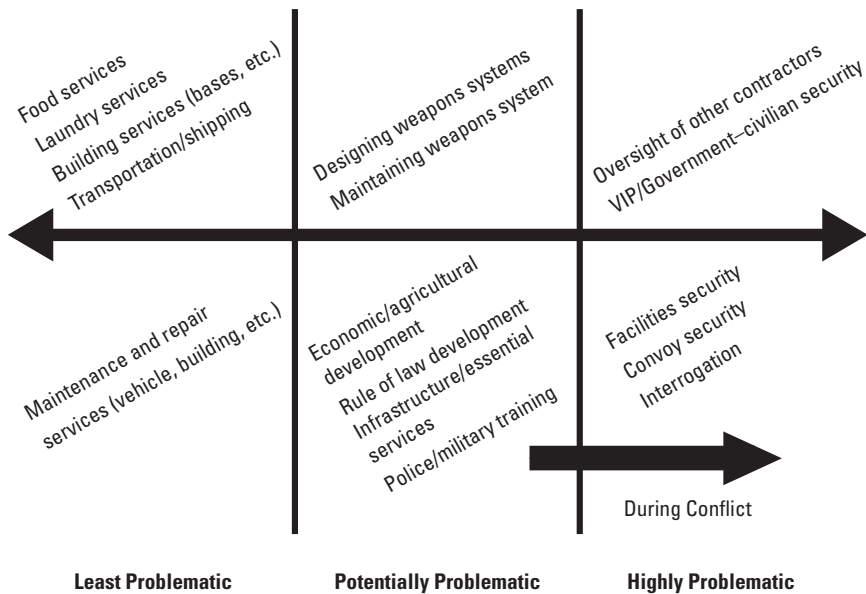 Food services
Laundry services
Building services (bases, etc.)
Transportation/shipping
Designing weapons systems
Maintaining weapons system
Oversight of other contractors
VIP/Government–civilian security
Maintenance and repair
services (vehicle, building, etc.)
Economic/agricultural
development
Rule of law development
Infrastructure/essential
services
Police/military training
Facilities security
Convoy security
Interrogation
During Conflict
Least Problematic
Potentially Problematic
Highly Problematic